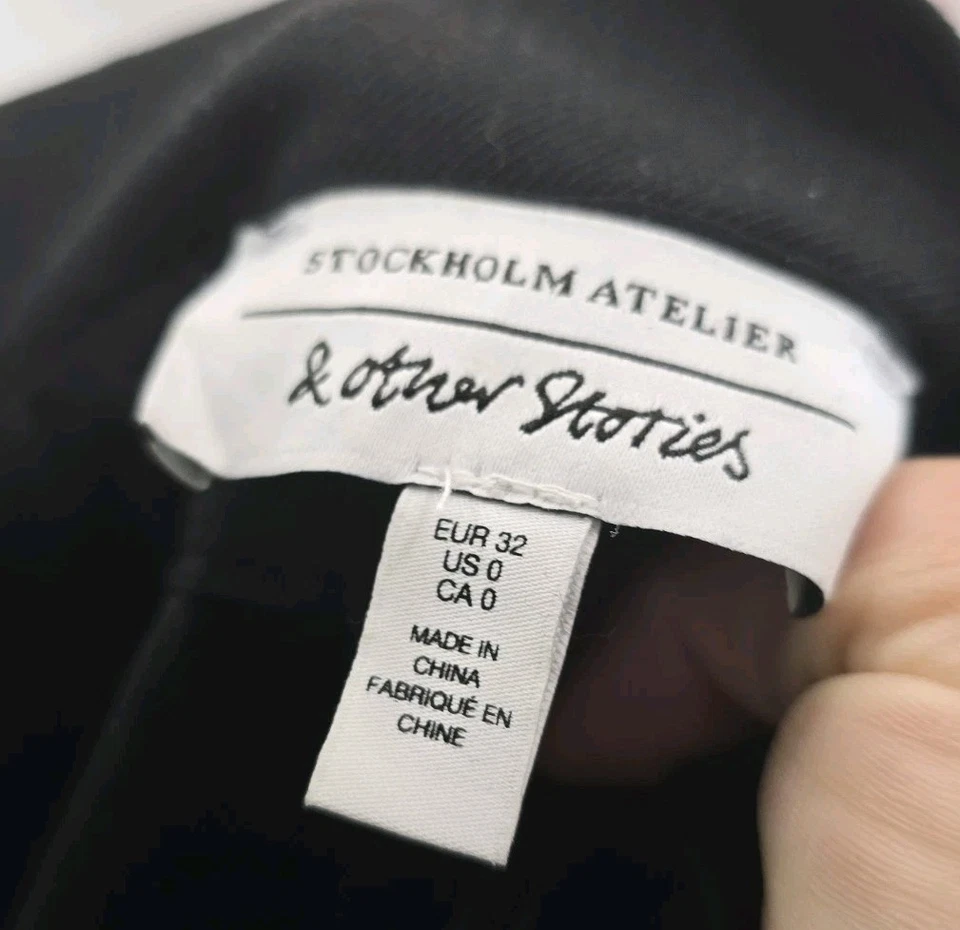 STOCKHOLM ATELIER
& other Stories
EUR 32
US 0
CA 0
MADE IN
CHINA
FABRIQUÉ EN
CHINE